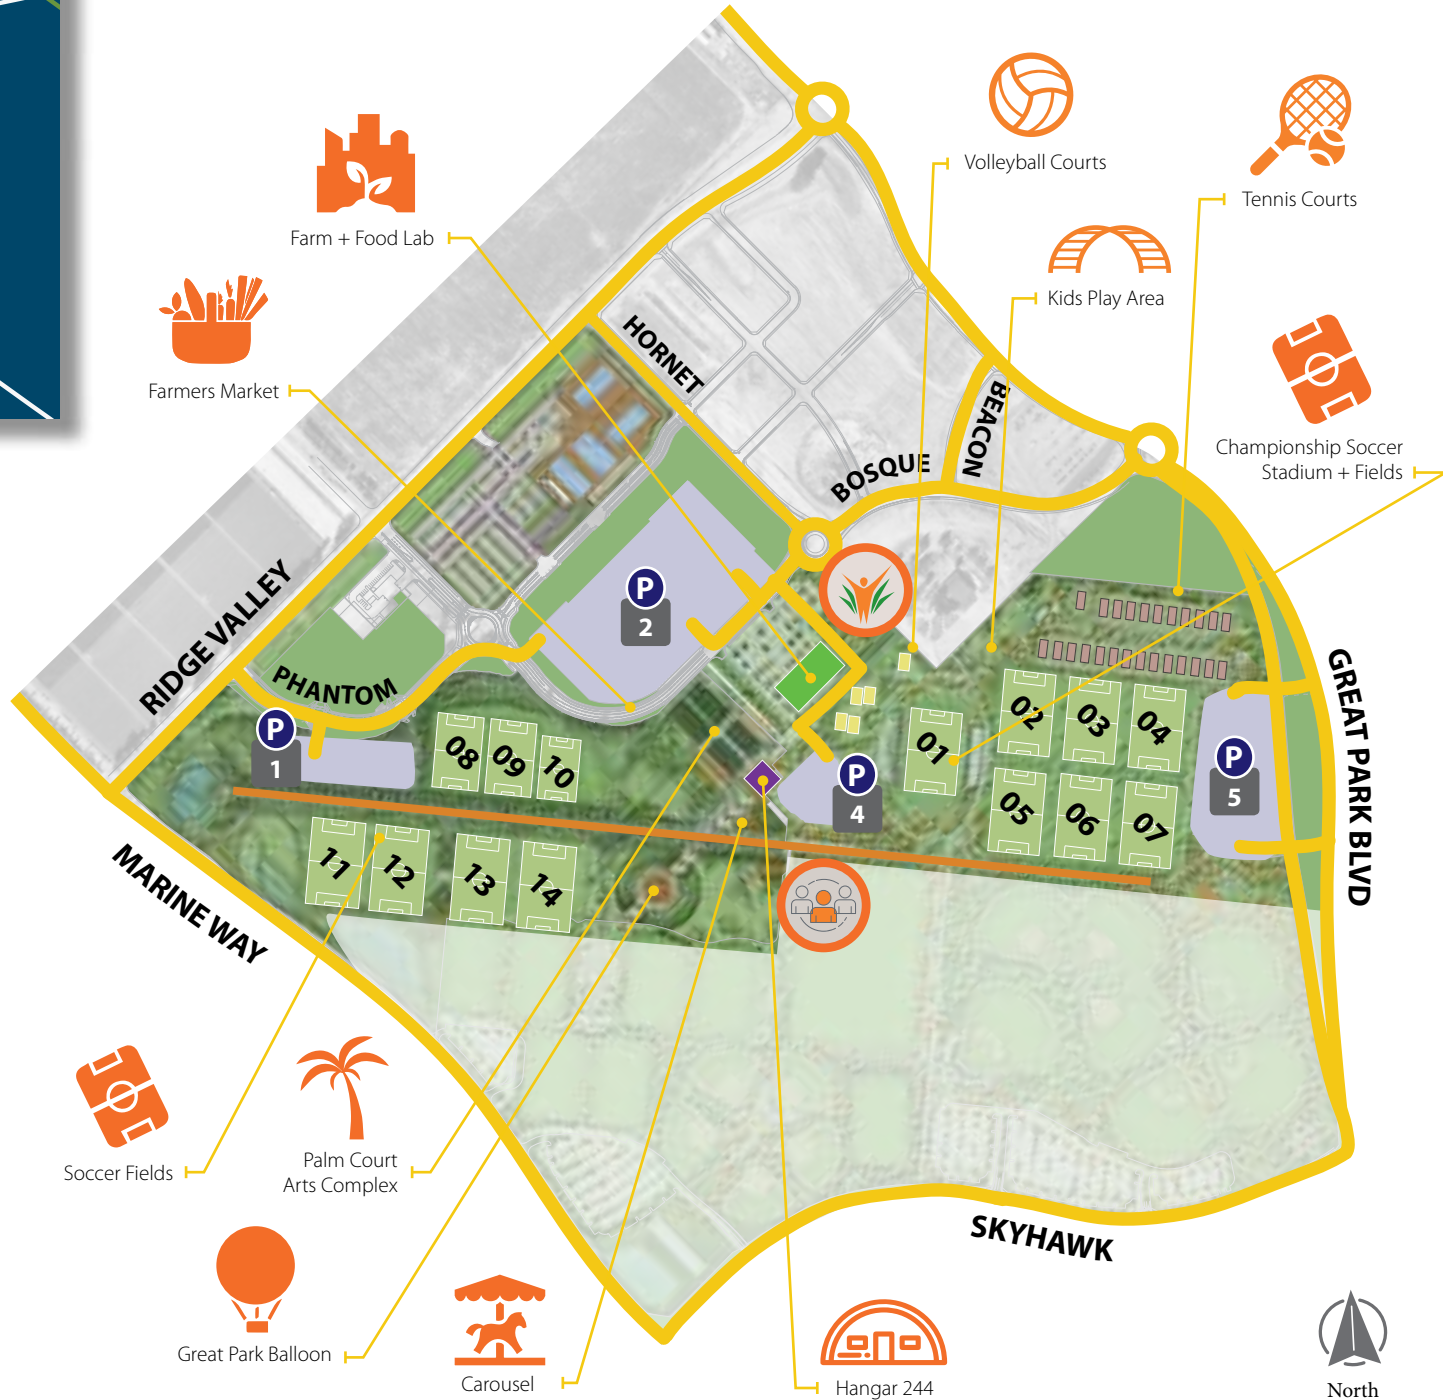 Volleyball Courts
Tennis Courts
Farm + Food Lab
Kids Play Area
HORNET
Farmers Market
BEACON
Championship Soccer
Stadium + Fields
BOSQUE
RIDGE VALLEY
P
2
PHANTOM
GREAT PARK BLVD
P
1
08
09
10
01
02
03
04
P
4
P
5
05
06
07
11
12
13
14
MARINE WAY
Soccer Fields
Palm Court
Arts Complex
SKYHAWK
Great Park Balloon
Carousel
Hangar 244
North